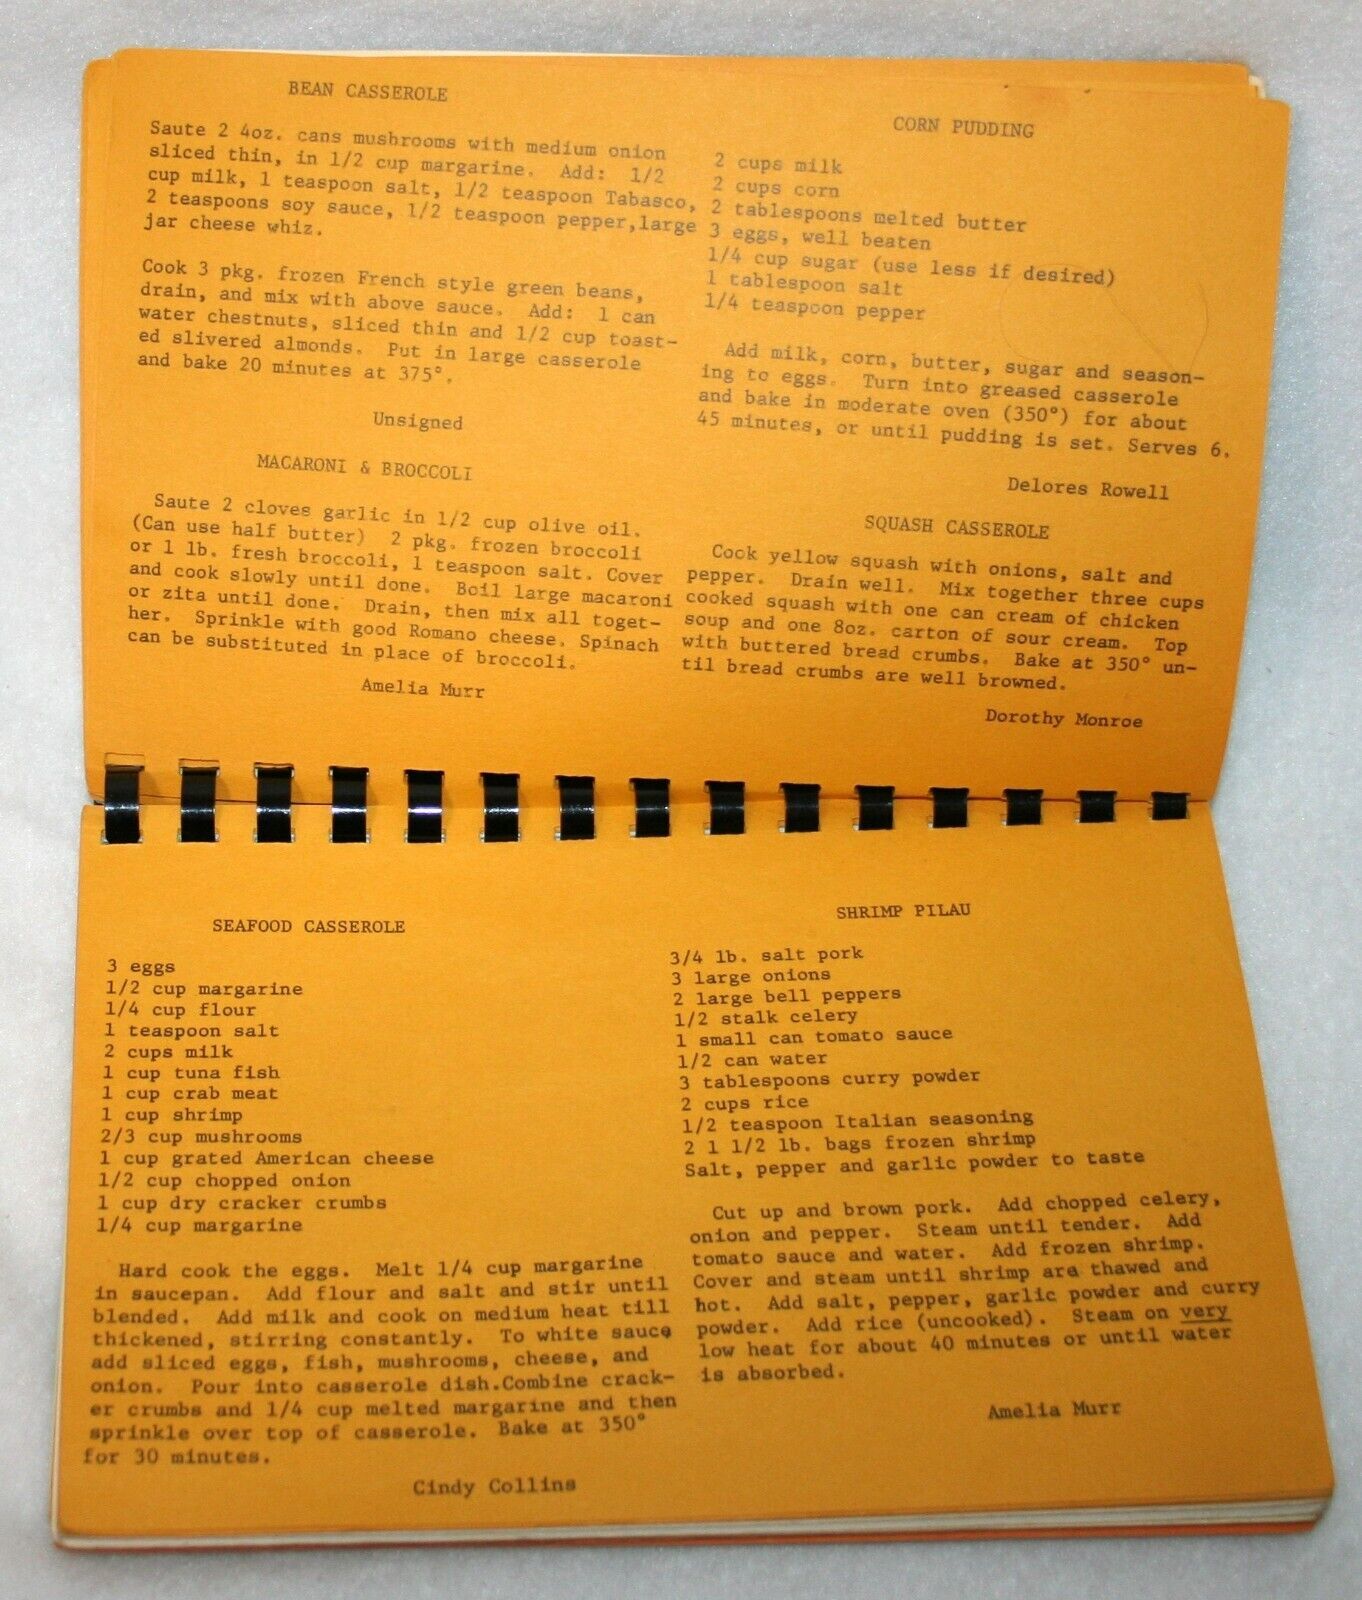 BEAN CASSEROLE
Saute 2 4oz. cans mushrooms with medium onion
sliced thin, in 1/2 cup margarine. Add: 1/2
cup milk, 1 teaspoon salt, 1/2 teaspoon Tabasco,
2 teaspoons soy sauce, 1/2 teaspoon pepper,large
jar cheese whiz.
Cook 3 pkg. frozen French style green beans,
drain, and mix with above sauce. Add: 1 can
water chestnuts, sliced thin and 1/2 cup toast-
ed slivered almonds. Put in large casserole
and bake 20 minutes at 375°.
Unsigned
MACARONI & BROCCOLI
Saute 2 cloves garlic in 1/2 cup olive oil.
(Can use half butter) 2 pkg. frozen broccoli
or 1 lb. fresh broccoli, 1 teaspoon salt. Cover
and cook slowly until done. Boil large macaroni
or zita until done. Drain, then mix all toget-
her. Sprinkle with good Romano cheese. Spinach
can be substituted in place of broccoli.
Amelia Murr
CORN PUDDING
2 cups milk
2 cups corn
2 tablespoons melted butter
3 eggs, well beaten
1/4 cup sugar (use less if desired)
1 tablespoon salt
1/4 teaspoon pepper
Add milk, corn, butter, sugar and season-
ing to eggs. Turn into greased casserole
and bake in moderate oven (350°) for about
45 minutes, or until pudding is set. Serves 6.
Delores Rowell
SQUASH CASSEROLE
Cook yellow squash with onions, salt and
pepper. Drain well. Mix together three cups
cooked squash with one can cream of chicken
soup and one 8oz. carton of sour cream. Top
with buttered bread crumbs. Bake at 350° un-
til bread crumbs are well browned.
Dorothy Monroe
SEAFOOD CASSEROLE
3 eggs
1/2 cup margarine
1/4 cup flour
1 teaspoon salt
2 cups milk
1 cup tuna fish
1 cup crab meat
1 cup shrimp
2/3 cup mushrooms
1 cup grated American cheese
1/2 cup chopped onion
1 cup dry cracker crumbs
1/4 cup margarine
Hard cook the eggs. Melt 1/4 cup margarine
in saucepan. Add flour and salt and stir until
blended. Add milk and cook on medium heat till
thickened, stirring constantly. To white sauce
add sliced eggs, fish, mushrooms, cheese, and
onion. Pour into casserole dish.Combine crack-
er crumbs and 1/4 cup melted margarine and then
sprinkle over top of casserole. Bake at 350°
for 30 minutes.
Cindy Collins
SHRIMP PILAU
3/4 lb. salt pork
3 large onions
2 large bell peppers
1/2 stalk celery
1 small can tomato sauce
1/2 can water
3 tablespoons curry powder
2 cups rice
1/2 teaspoon Italian seasoning
2 1 1/2 lb. bags frozen shrimp
Salt, pepper and garlic powder to taste
Cut up and brown pork. Add chopped celery,
onion and pepper. Steam until tender. Add
tomato sauce and water. Add frozen shrimp.
Cover and steam until shrimp are thawed and
hot. Add salt, pepper, garlic powder and curry
powder. Add rice (uncooked). Steam on very
low heat for about 40 minutes or until water
is absorbed.
Amelia Murr